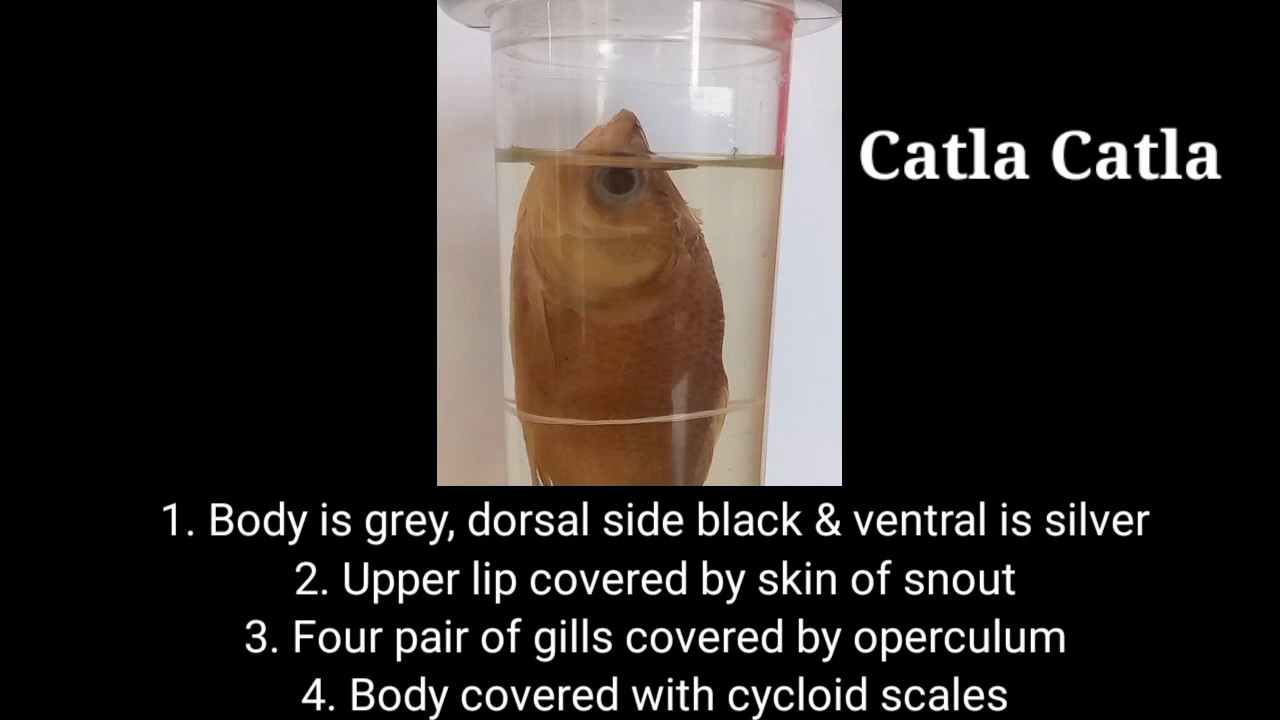 Catla Catla
1. Body is grey, dorsal side black & ventral is silver
2. Upper lip covered by skin of snout
3. Four pair of gills covered by operculum
4. Body covered with cycloid scales